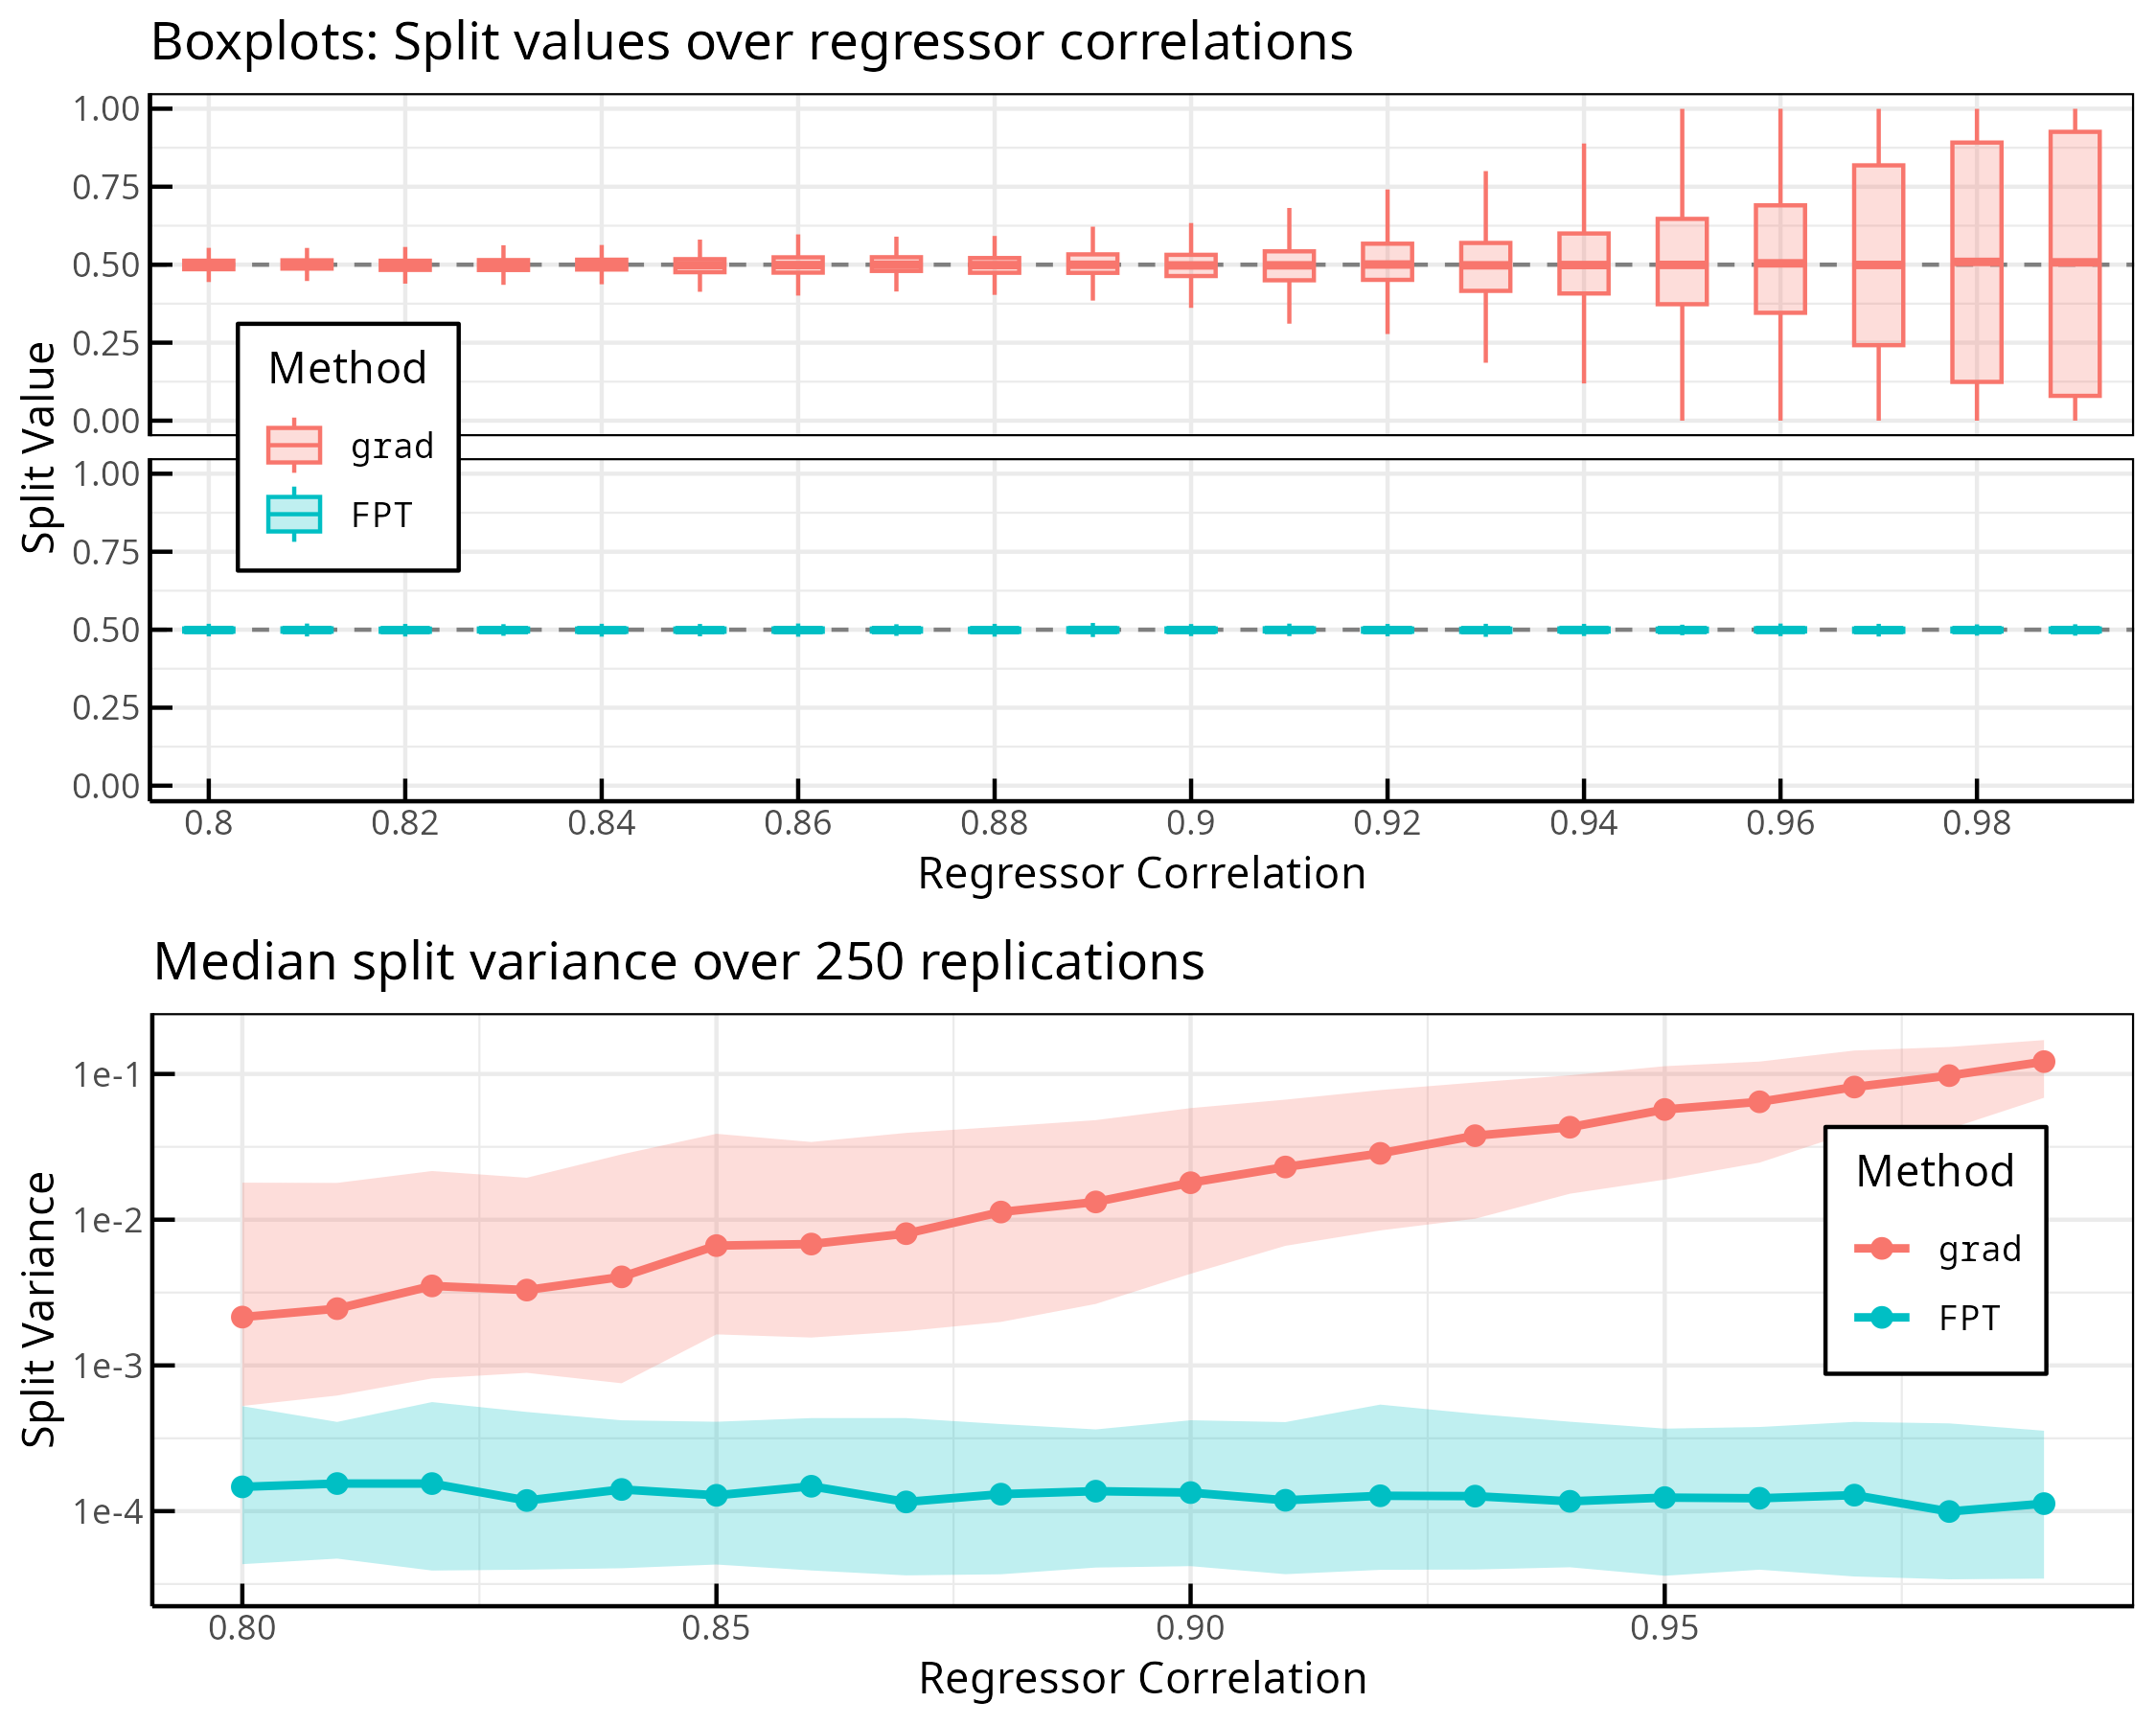 Boxplots: Split values over regressor correlations
Split Value
1.00
0.75
0.50
0.25
0.00
Method
grad
FPT
1.00
0.75
0.50
0.25
0.00
0.8 0.82 0.84 0.86 0.88 0.9 0.92 0.94 0.96 0.98
Regressor Correlation
Median split variance over 250 replications
Split Variance
1e-1
1e-2
1e-3
1e-4
Method
grad
FPT
0.80 0.85 0.90 0.95
Regressor Correlation